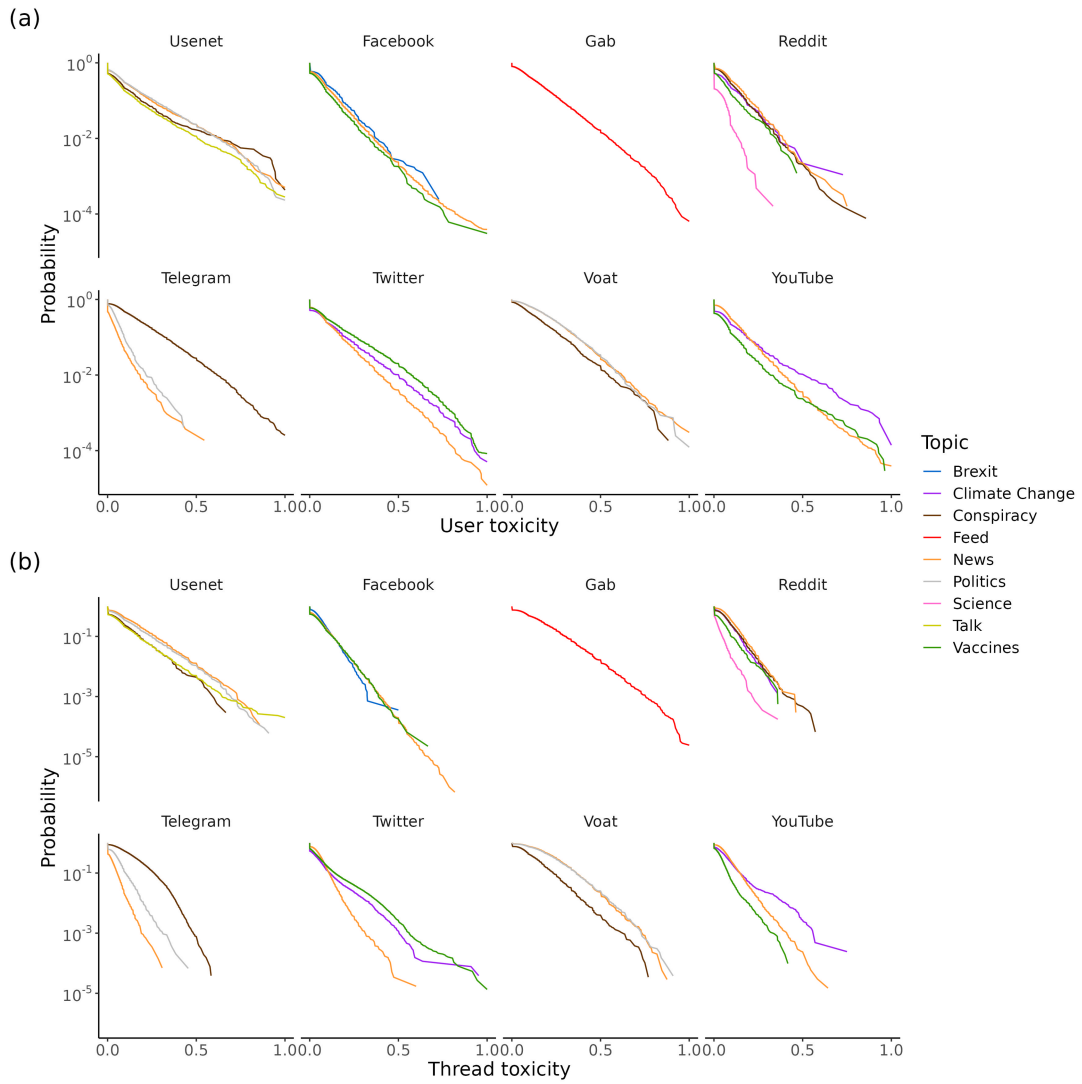 (a)
Usenet Facebook Gab Reddit
10^0
10^-2
10^-4
Telegram Twitter Voat YouTube
10^0
10^-2
10^-4
Probability
0.0 0.5 1.0 0.0 0.5 1.0 0.0 0.5 1.0 0.0 0.5 1.0
User toxicity
Topic
Brexit
Climate Change
Conspiracy
Feed
News
Politics
Science
Talk
Vaccines
(b)
Usenet Facebook Gab Reddit
10^-1
10^-3
10^-5
Telegram Twitter Voat YouTube
10^-1
10^-3
10^-5
Probability
0.0 0.5 1.0 0.0 0.5 1.0 0.0 0.5 1.0 0.0 0.5 1.0
Thread toxicity